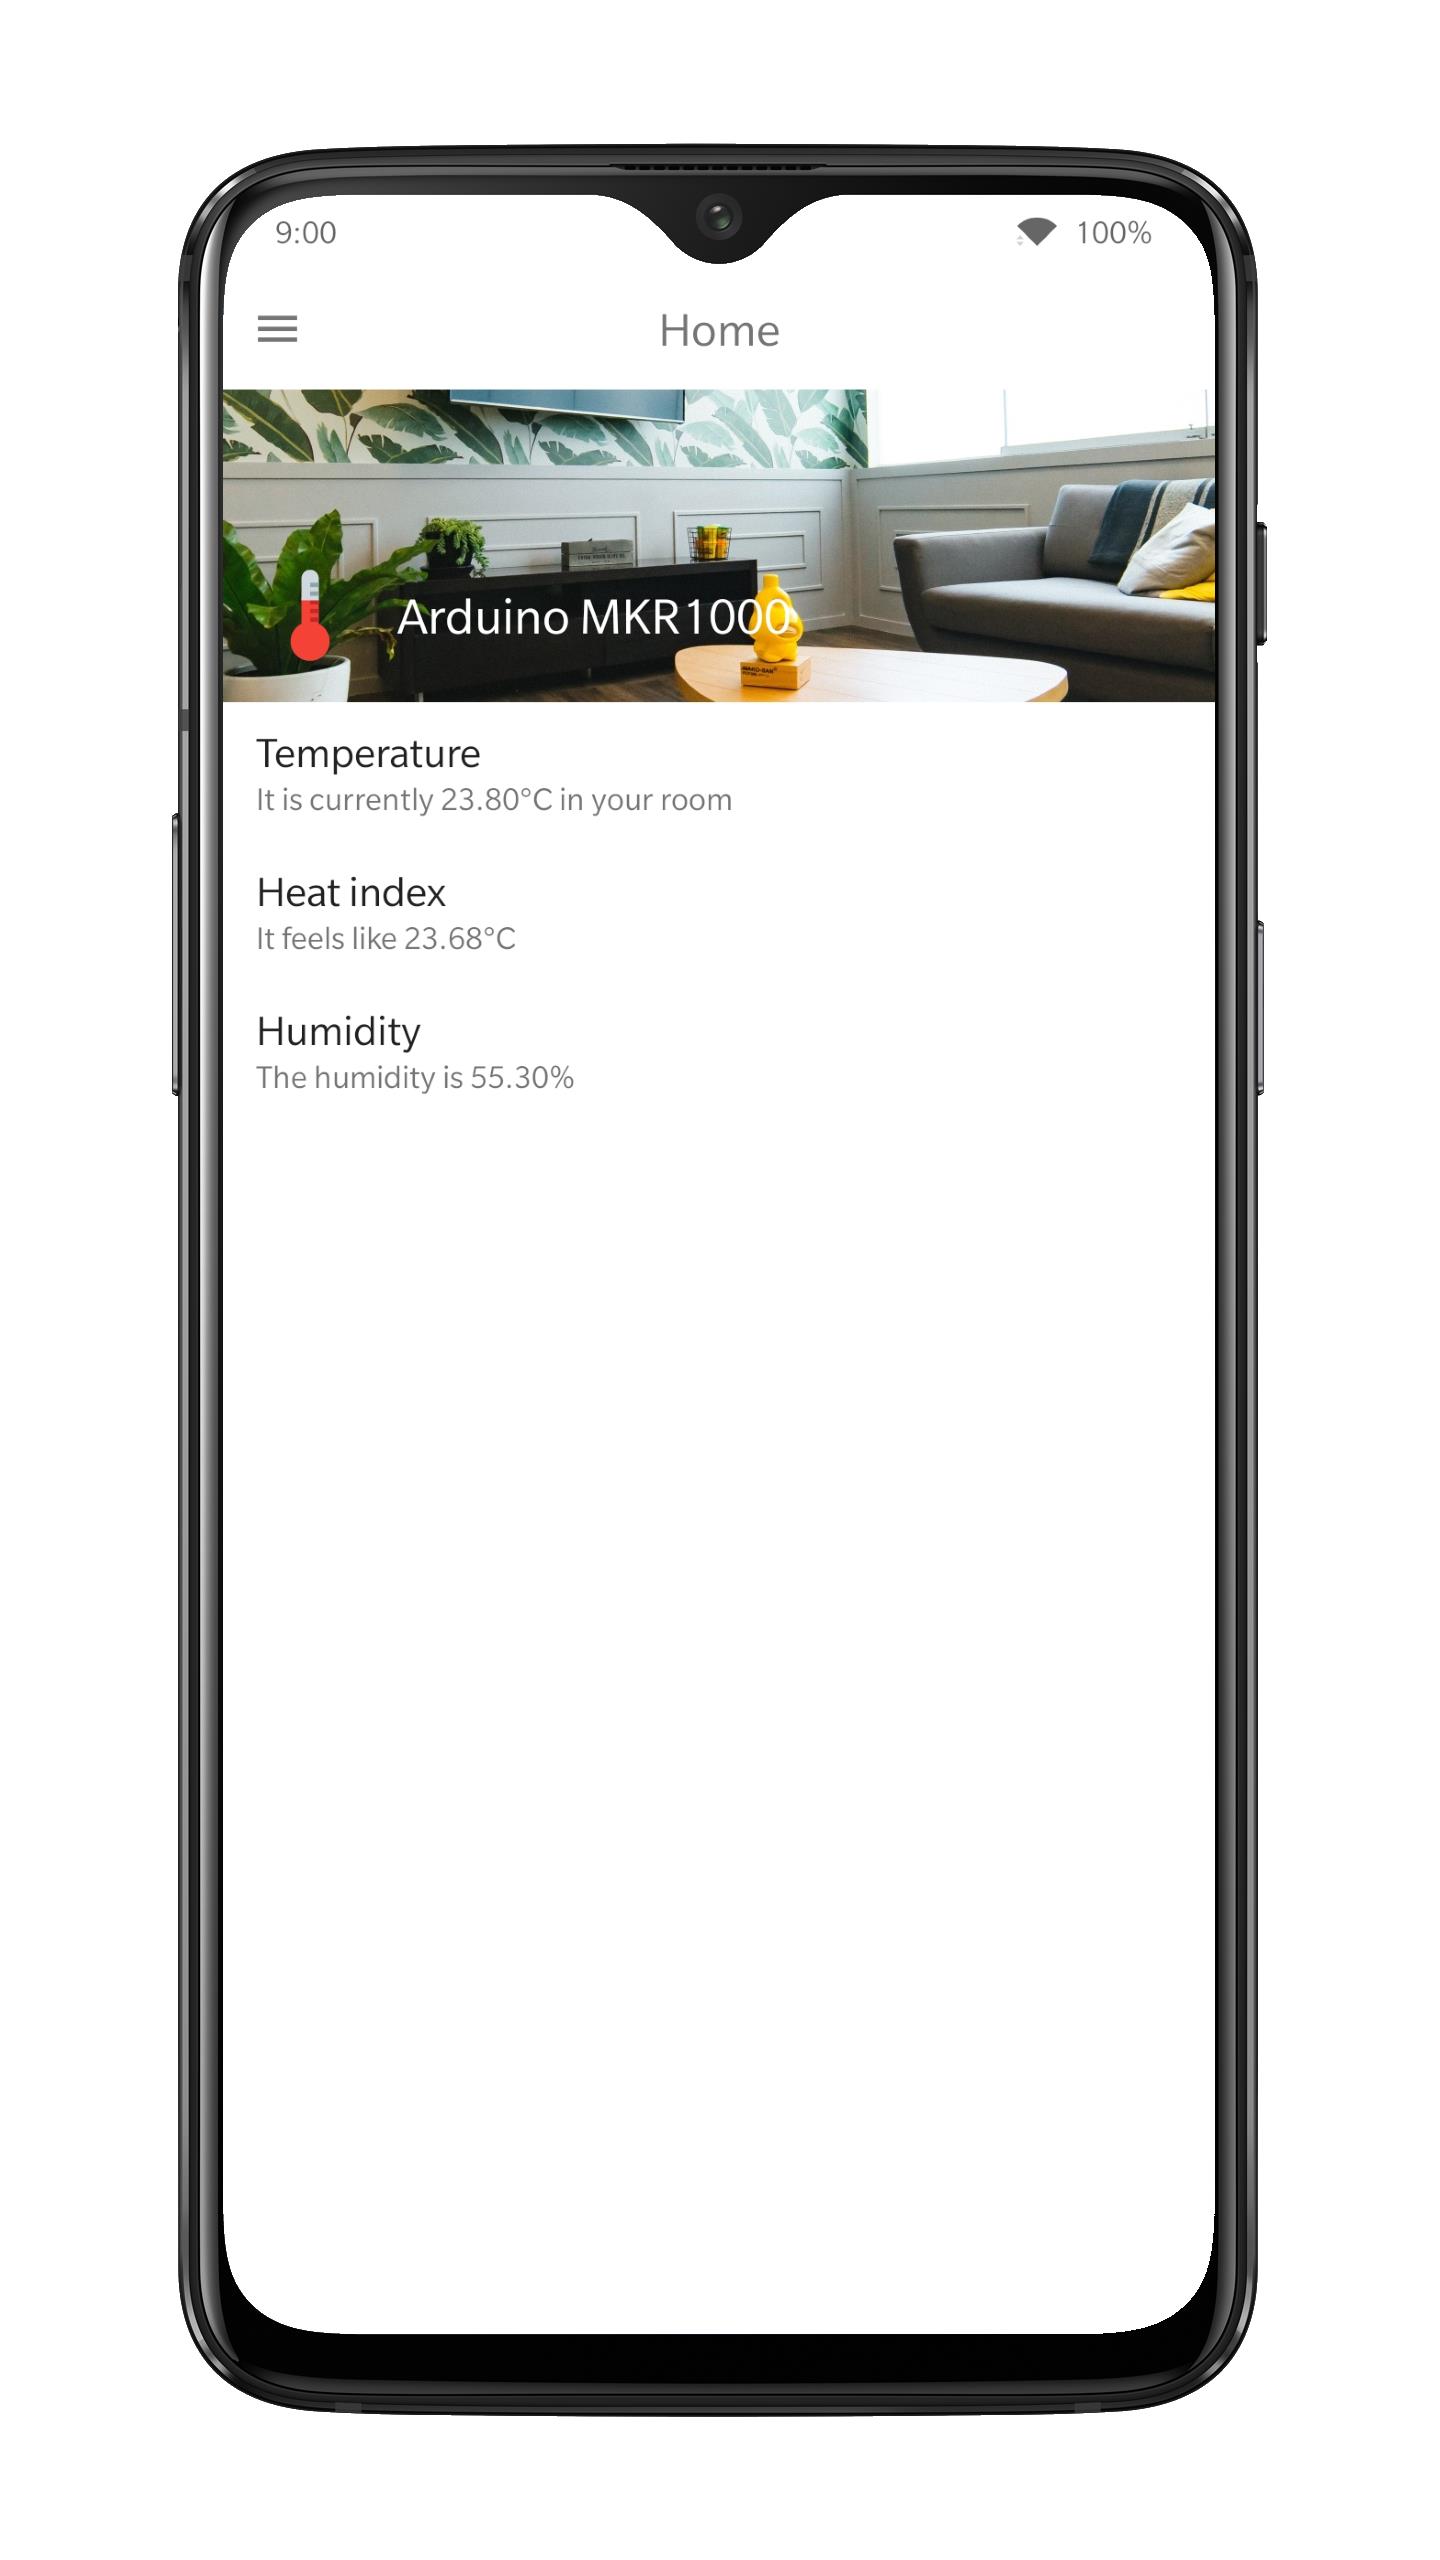 9:00 100%
Home
Arduino MKR1000
Temperature
It is currently 23.80°C in your room
Heat index
It feels like 23.68°C
Humidity
The humidity is 55.30%